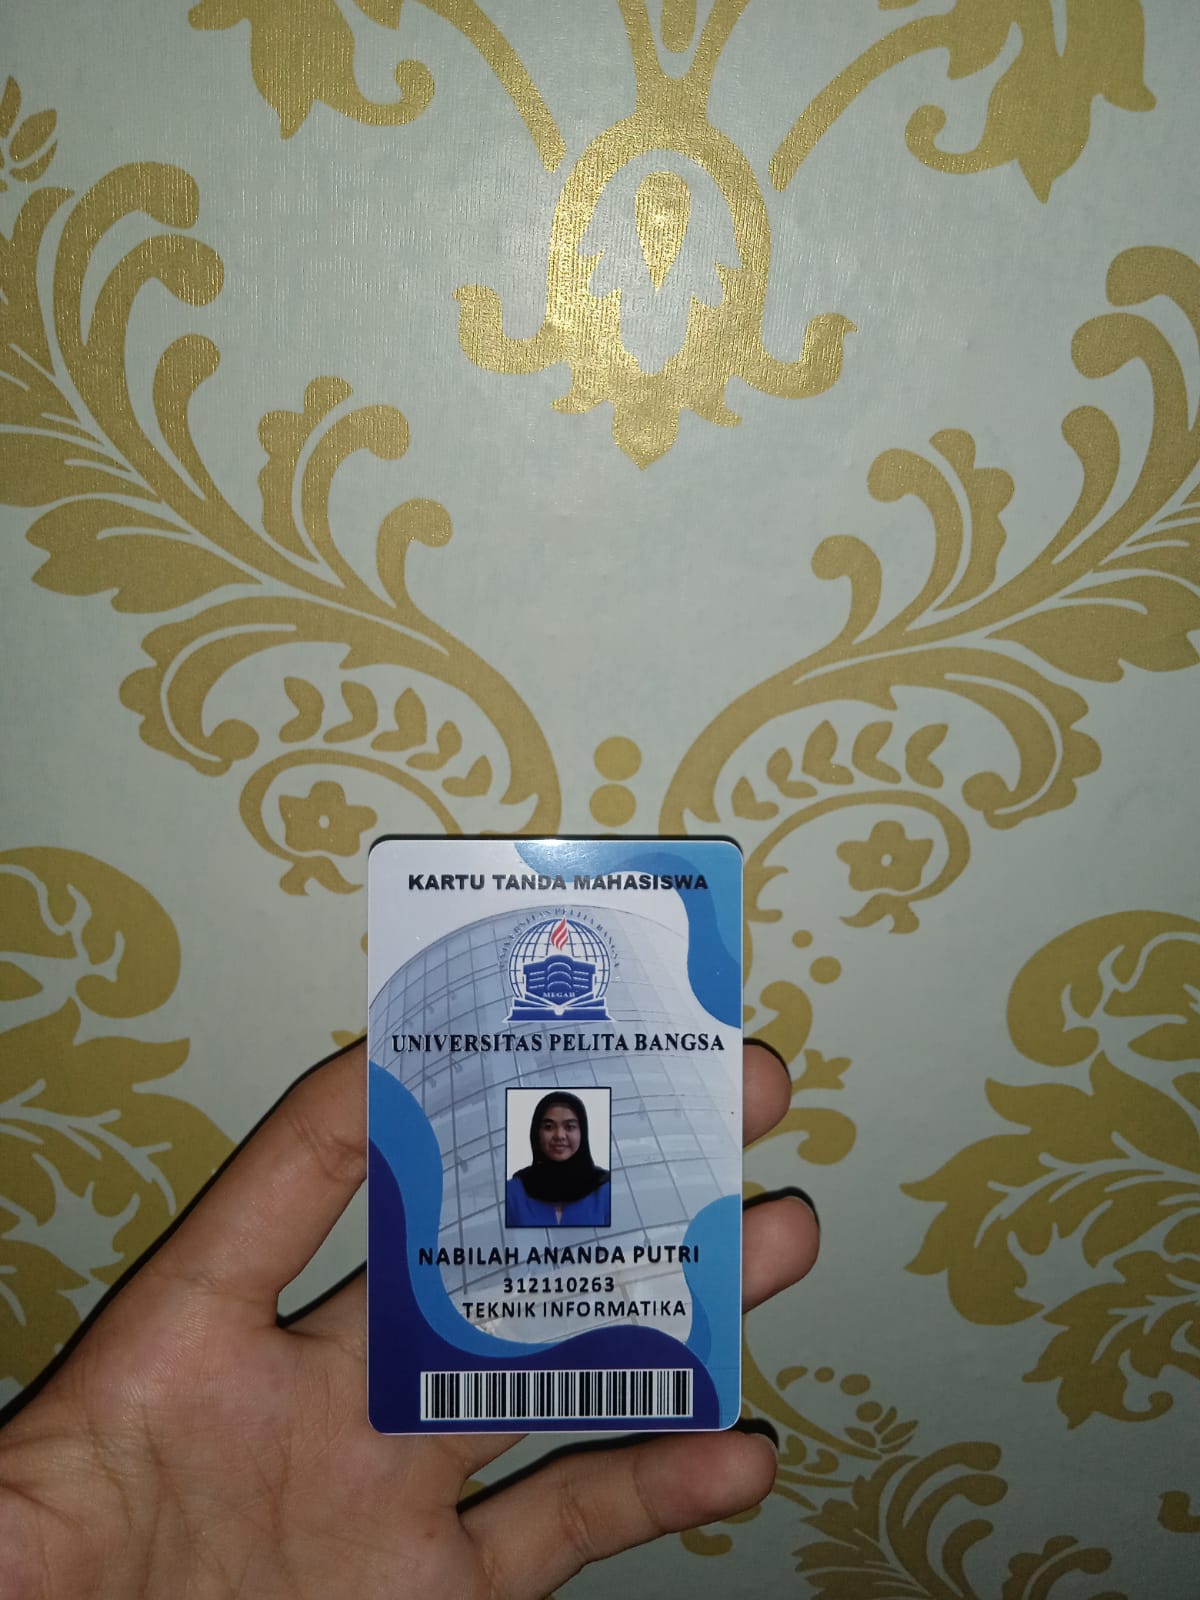 KARTU TANDA MAHASISWA
UNIVERSITAS PELITA BANGSA
MEGAH
UNIVERSITAS PELITA BANGSA
NABILAH ANANDA PUTRI
312110263
TEKNIK INFORMATIKA